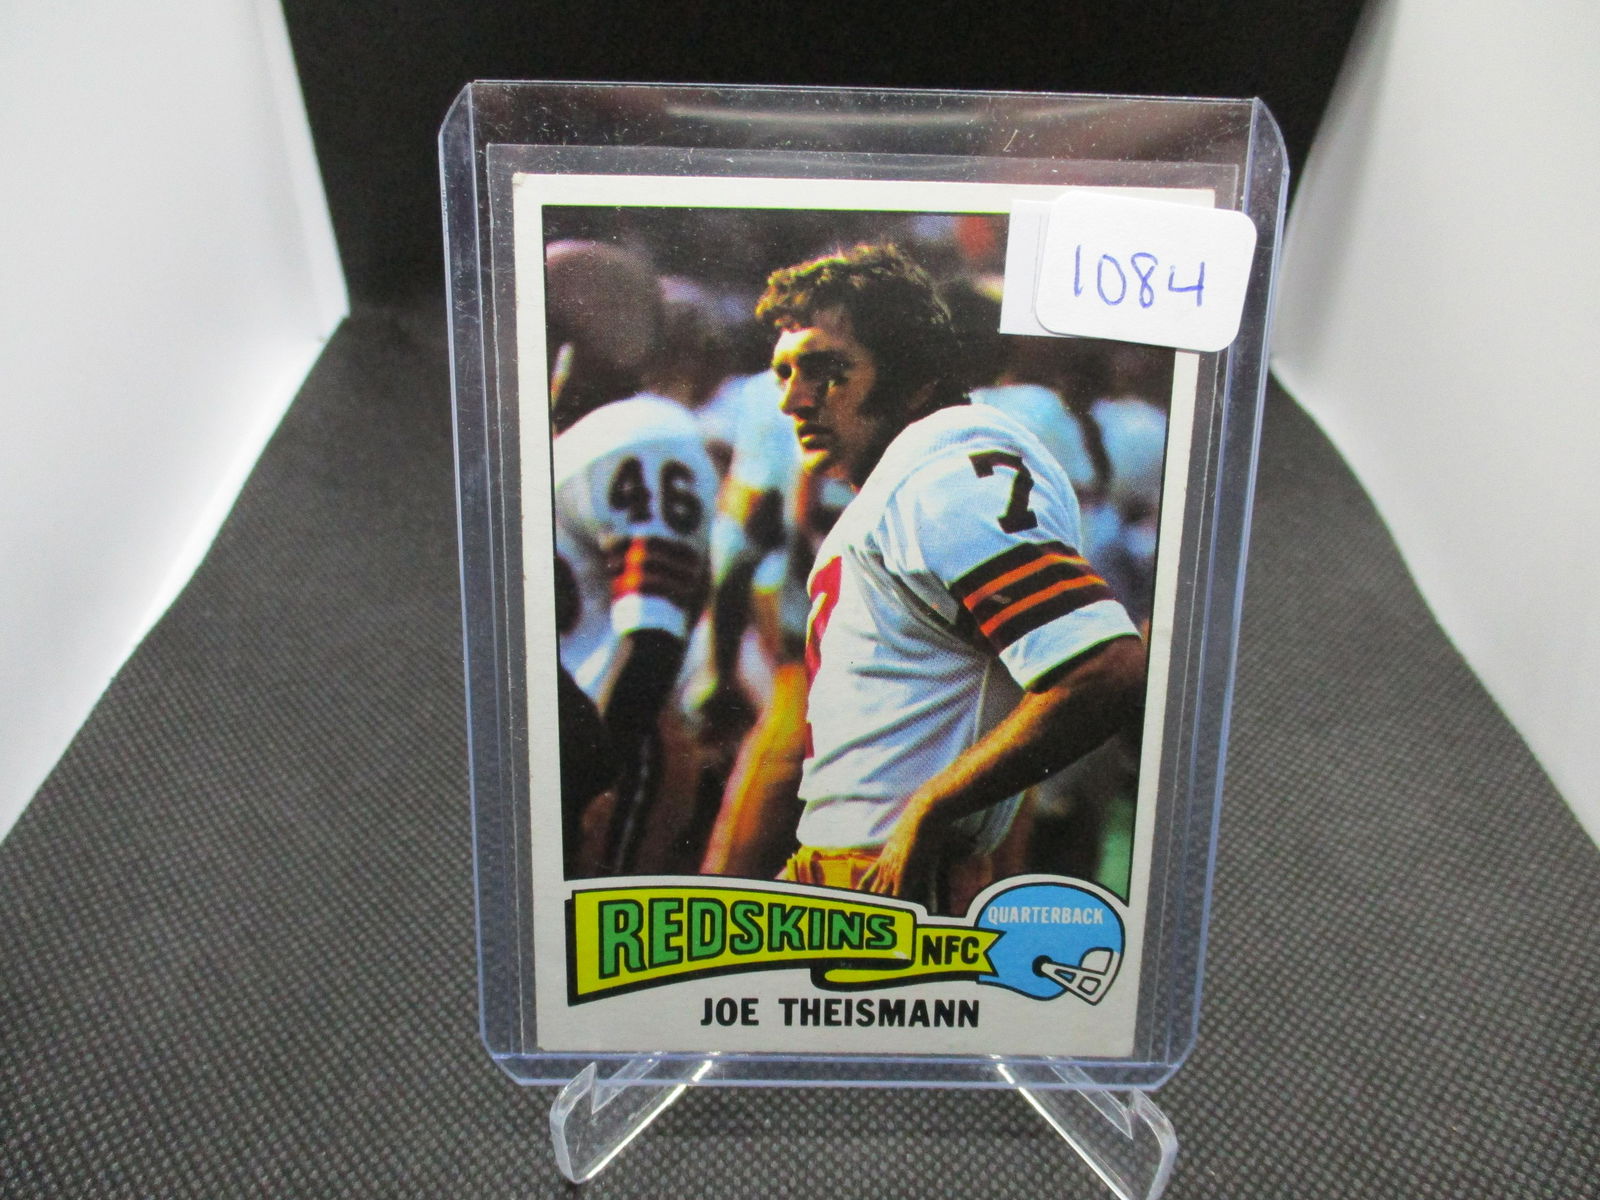 1084
46
7
REDSKINS NFC QUARTERBACK
JOE THEISMANN